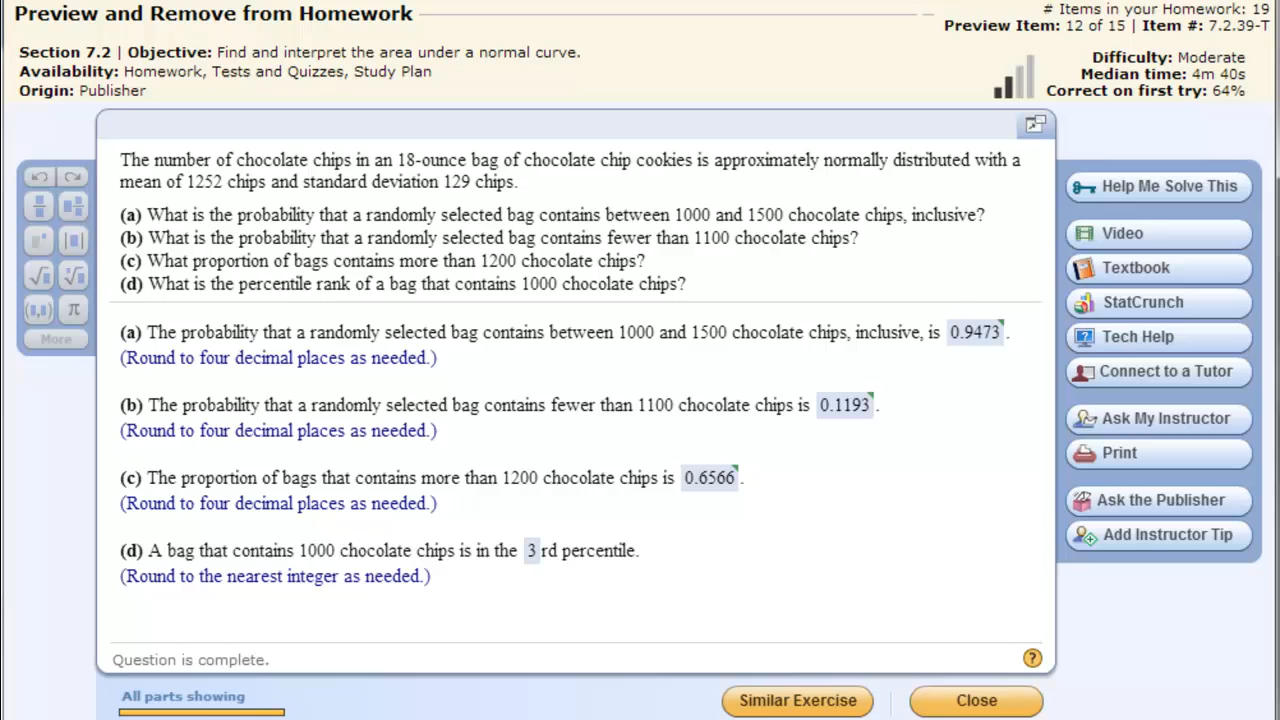 Preview and Remove from Homework
# Items in your Homework: 19
Preview Item: 12 of 15 | Item #: 7.2.39-T
Section 7.2 | Objective: Find and interpret the area under a normal curve.
Availability: Homework, Tests and Quizzes, Study Plan
Origin: Publisher
Difficulty: Moderate
Median time: 4m 40s
Correct on first try: 64%
The number of chocolate chips in an 18-ounce bag of chocolate chip cookies is approximately normally distributed with a
mean of 1252 chips and standard deviation 129 chips.
(a) What is the probability that a randomly selected bag contains between 1000 and 1500 chocolate chips, inclusive?
(b) What is the probability that a randomly selected bag contains fewer than 1100 chocolate chips?
(c) What proportion of bags contains more than 1200 chocolate chips?
(d) What is the percentile rank of a bag that contains 1000 chocolate chips?
(a) The probability that a randomly selected bag contains between 1000 and 1500 chocolate chips, inclusive, is 0.9473.
(Round to four decimal places as needed.)
(b) The probability that a randomly selected bag contains fewer than 1100 chocolate chips is 0.1193.
(Round to four decimal places as needed.)
(c) The proportion of bags that contains more than 1200 chocolate chips is 0.6566.
(Round to four decimal places as needed.)
(d) A bag that contains 1000 chocolate chips is in the 3 rd percentile.
(Round to the nearest integer as needed.)
Question is complete.
?
All parts showing
Similar Exercise
Close
(▮,▮) π
More
Help Me Solve This
Video
Textbook
StatCrunch
Tech Help
Connect to a Tutor
Ask My Instructor
Print
Ask the Publisher
Add Instructor Tip